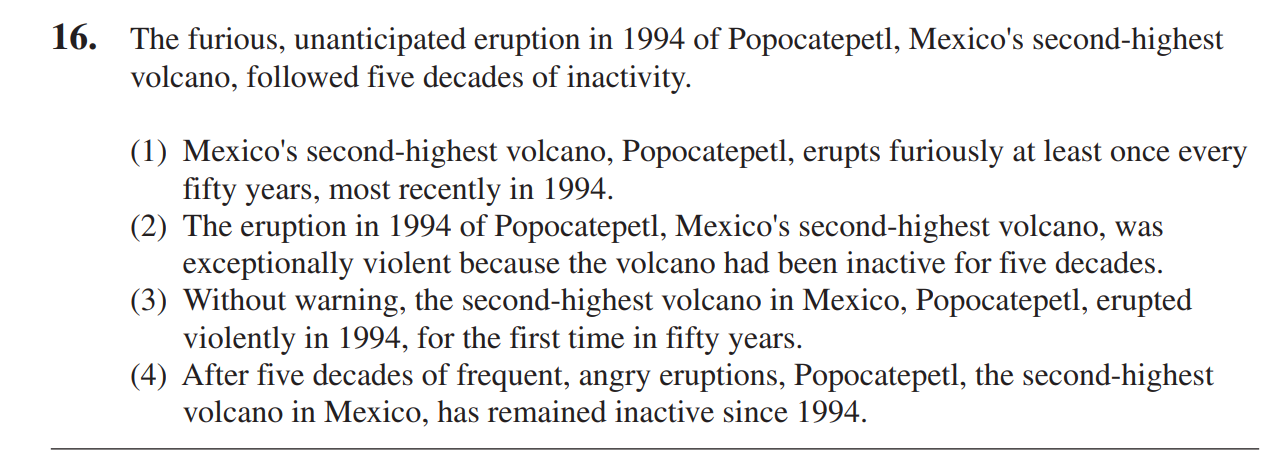 16. The furious, unanticipated eruption in 1994 of Popocatepetl, Mexico's second-highest
volcano, followed five decades of inactivity.
(1) Mexico's second-highest volcano, Popocatepetl, erupts furiously at least once every
fifty years, most recently in 1994.
(2) The eruption in 1994 of Popocatepetl, Mexico's second-highest volcano, was
exceptionally violent because the volcano had been inactive for five decades.
(3) Without warning, the second-highest volcano in Mexico, Popocatepetl, erupted
violently in 1994, for the first time in fifty years.
(4) After five decades of frequent, angry eruptions, Popocatepetl, the second-highest
volcano in Mexico, has remained inactive since 1994.